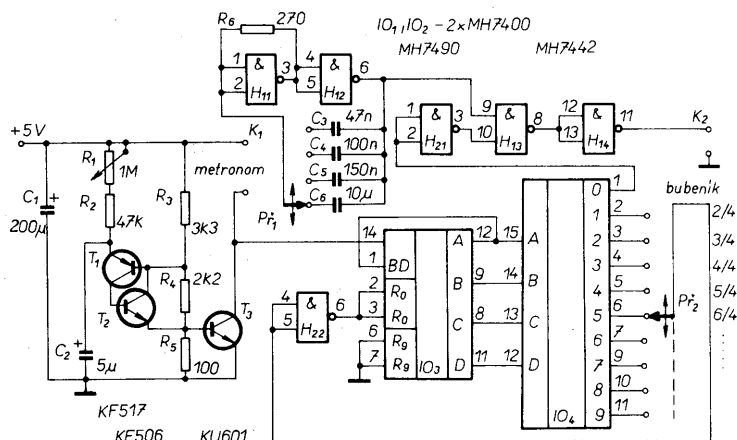 R6 270
IO1, IO2 – 2×MH7400
MH7490 MH7442
1 & 3 4 & 6
2 H11 5 H12
C3 47n
C4 100n
C5 150n
C6 10μ
Př1
1 & 3 9 & 8 12 & 11 K2
2 H21 10 H13 13 H14
+5V
K1
metronom
R1 1M
R2 47K
R3 3K3
C1 + 200μ
T1
T2
R4 2k2
T3
R5 100
C2 + 5μ
14 A 12 15 A
1 BD
B 9 14 B
2 R0
3 R0
C 8 13 C
6 R9
7 R9
D 11 12 D
IO3
4 & 6
5 H22
IO4
0 1
1 2
2 3
3 4
4 5
5 6
6 7
7 9
8 10
9 11
bubeník
2/4
3/4
4/4
5/4
6/4
Př2
KF517
KF506 KU601